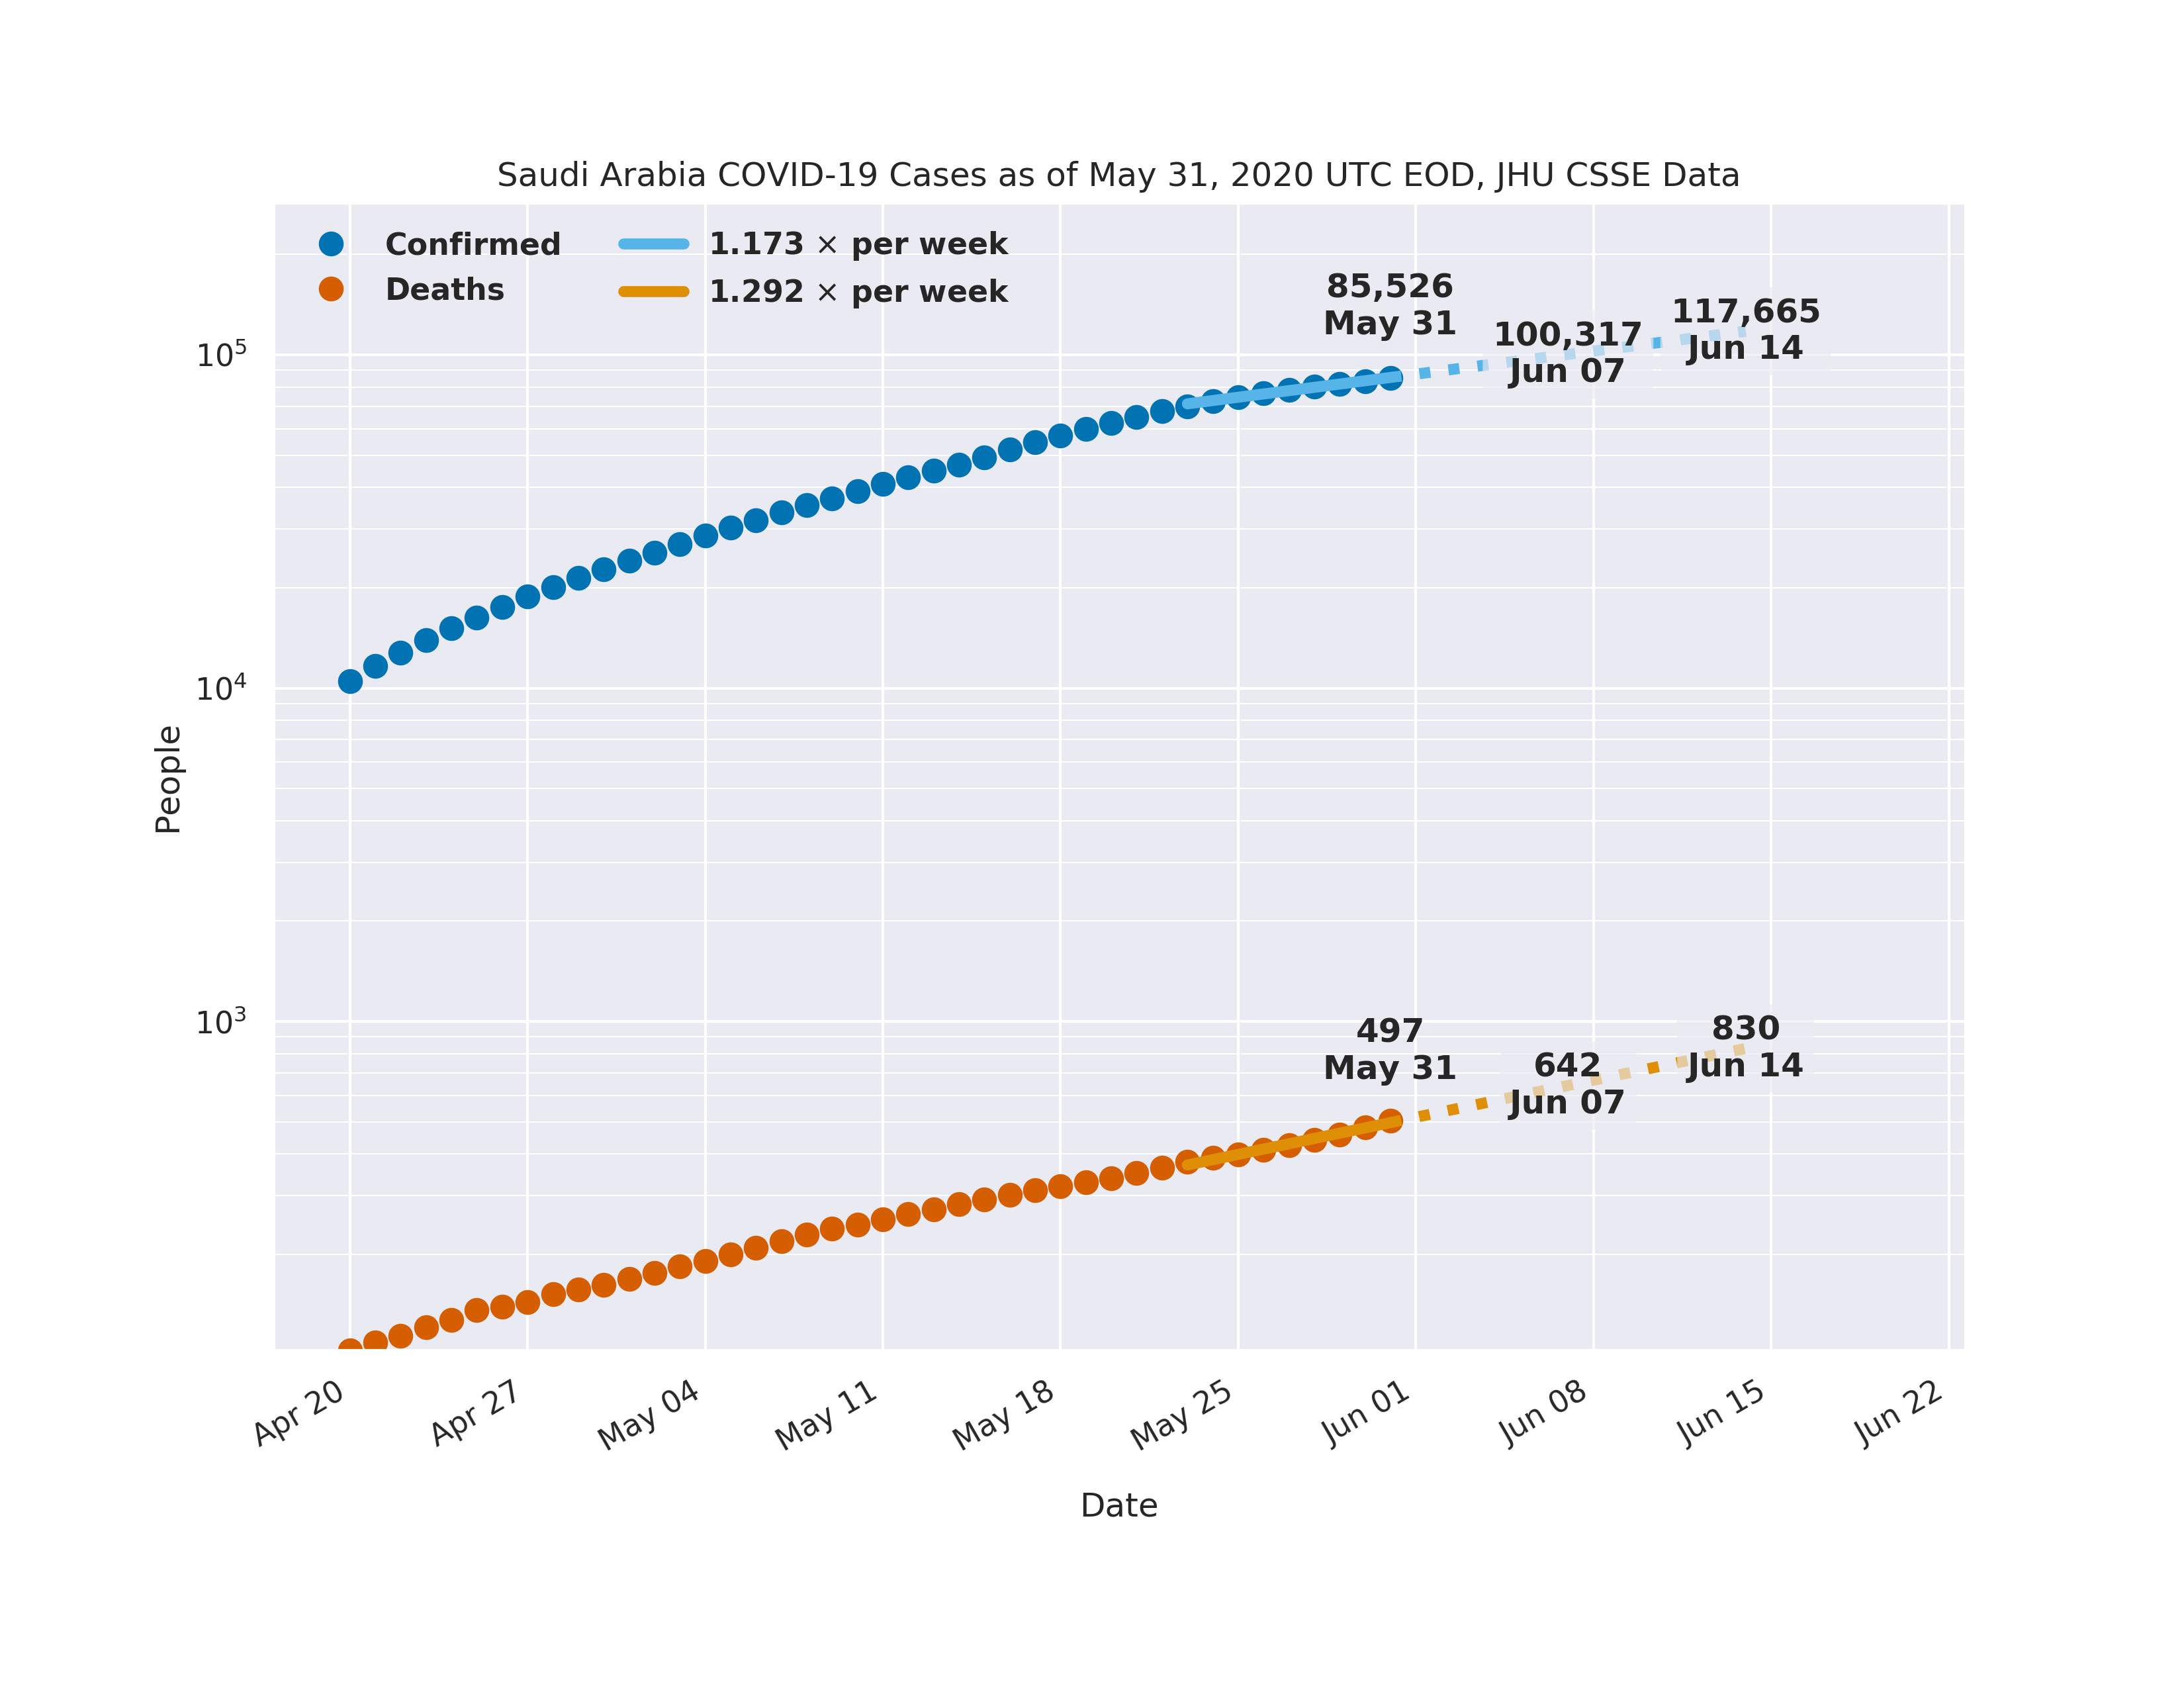 Saudi Arabia COVID-19 Cases as of May 31, 2020 UTC EOD, JHU CSSE Data
Confirmed
Deaths
1.173 × per week
1.292 × per week
85,526
May 31
100,317
Jun 07
117,665
Jun 14
497
May 31
642
Jun 07
830
Jun 14
10⁵
10⁴
10³
People
Apr 20
Apr 27
May 04
May 11
May 18
May 25
Jun 01
Jun 08
Jun 15
Jun 22
Date